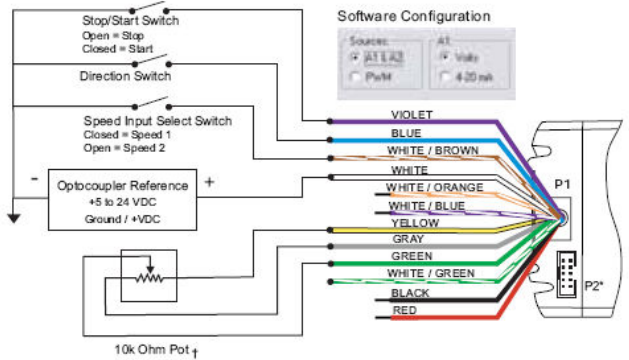 Stop/Start Switch
Open = Stop
Closed = Start
Direction Switch
Speed Input Select Switch
Closed = Speed 1
Open = Speed 2
-
+
Optocoupler Reference
+5 to 24 VDC
Ground / +VDC
10k Ohm Pot †
Software Configuration
Sources:
A1 & A2
PWM
A1:
Volts
4-20 mA
VIOLET
BLUE
WHITE / BROWN
WHITE
WHITE / ORANGE
WHITE / BLUE
YELLOW
GRAY
GREEN
WHITE / GREEN
BLACK
RED
P1
P2*